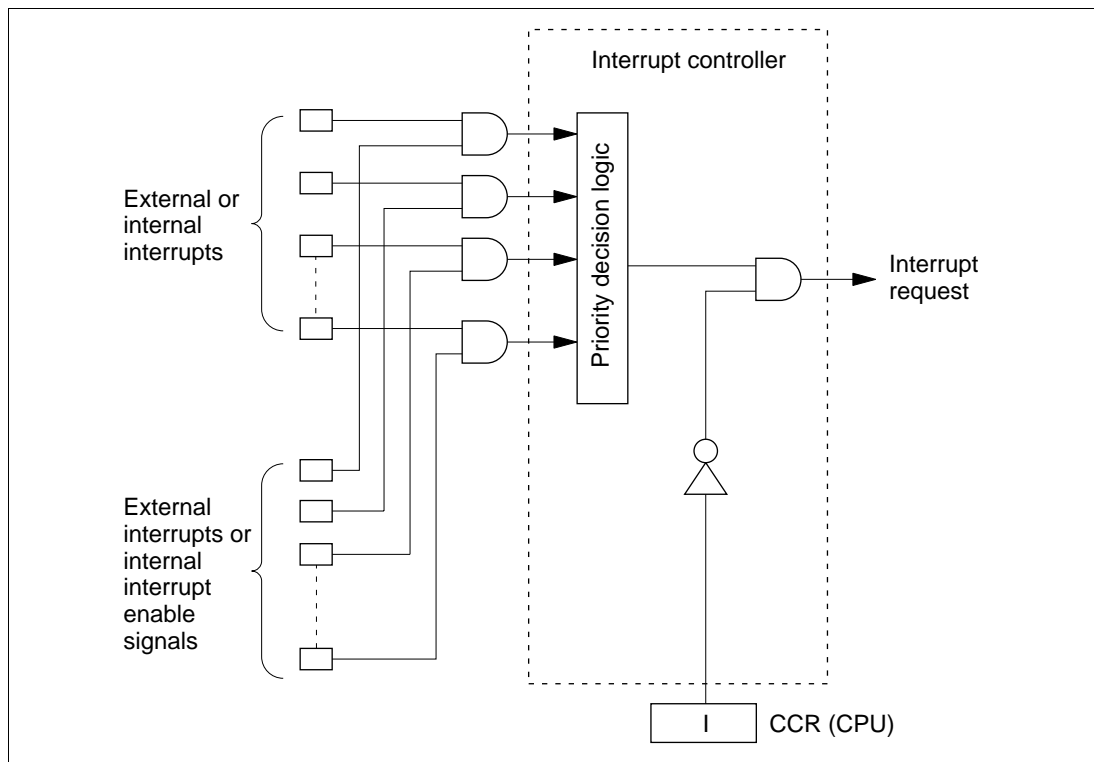 Interrupt controller
External or
internal
interrupts
Priority decision logic
Interrupt
request
External
interrupts or
internal
interrupt
enable
signals
I
CCR (CPU)